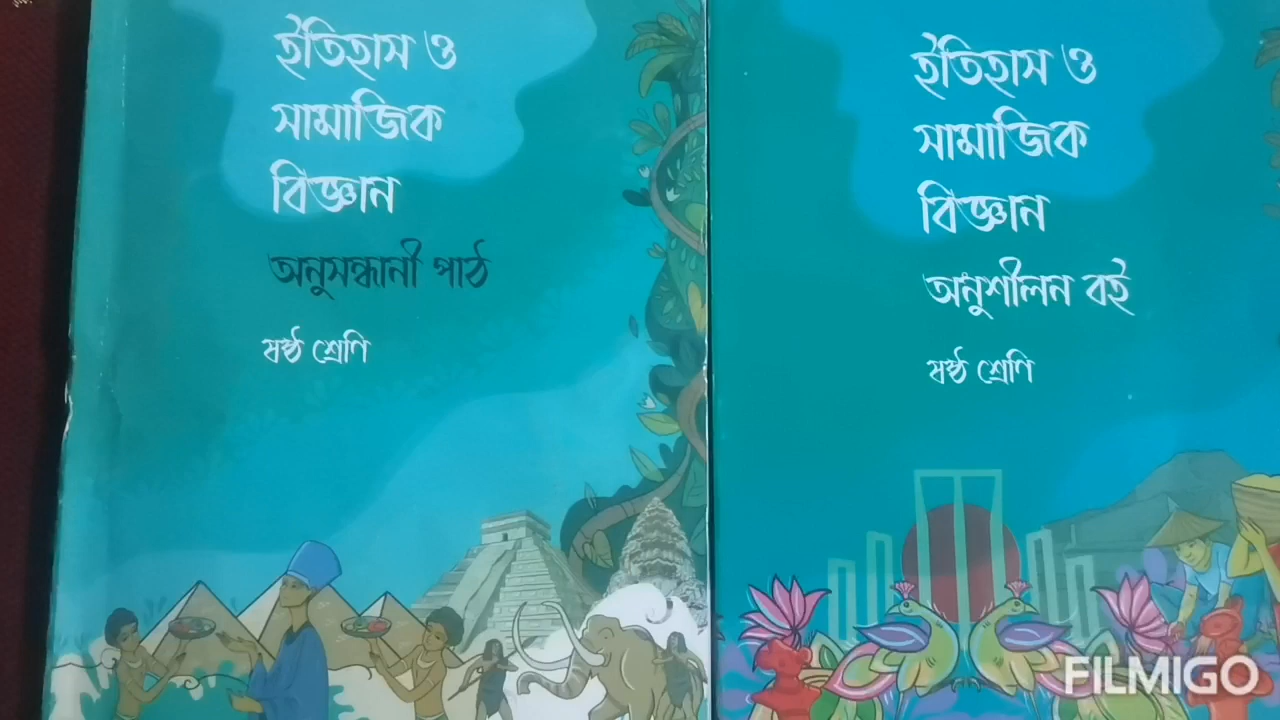 ইতিহাস ও
সামাজিক
বিজ্ঞান
অনুসন্ধানী পাঠ
ষষ্ঠ শ্রেণি
ইতিহাস ও
সামাজিক
বিজ্ঞান
অনুশীলন বই
ষষ্ঠ শ্রেণি
FILMIGO